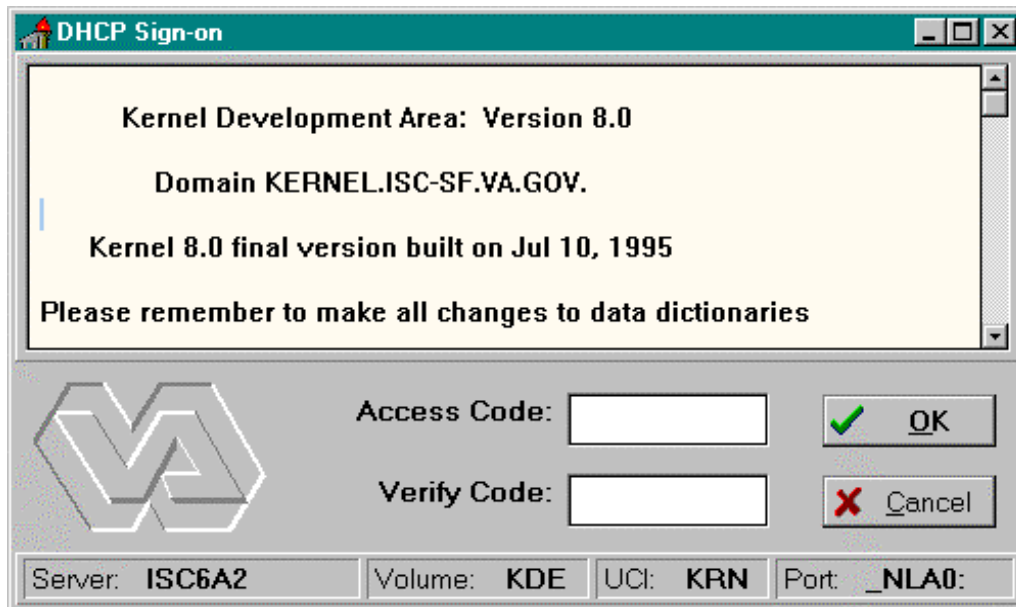 DHCP Sign-on
Kernel Development Area: Version 8.0
Domain KERNEL.ISC-SF.VA.GOV.
Kernel 8.0 final version built on Jul 10, 1995
Please remember to make all changes to data dictionaries
VA
Access Code:
OK
Verify Code:
Cancel
Server: ISC6A2 Volume: KDE UCI: KRN Port: _NLA0: